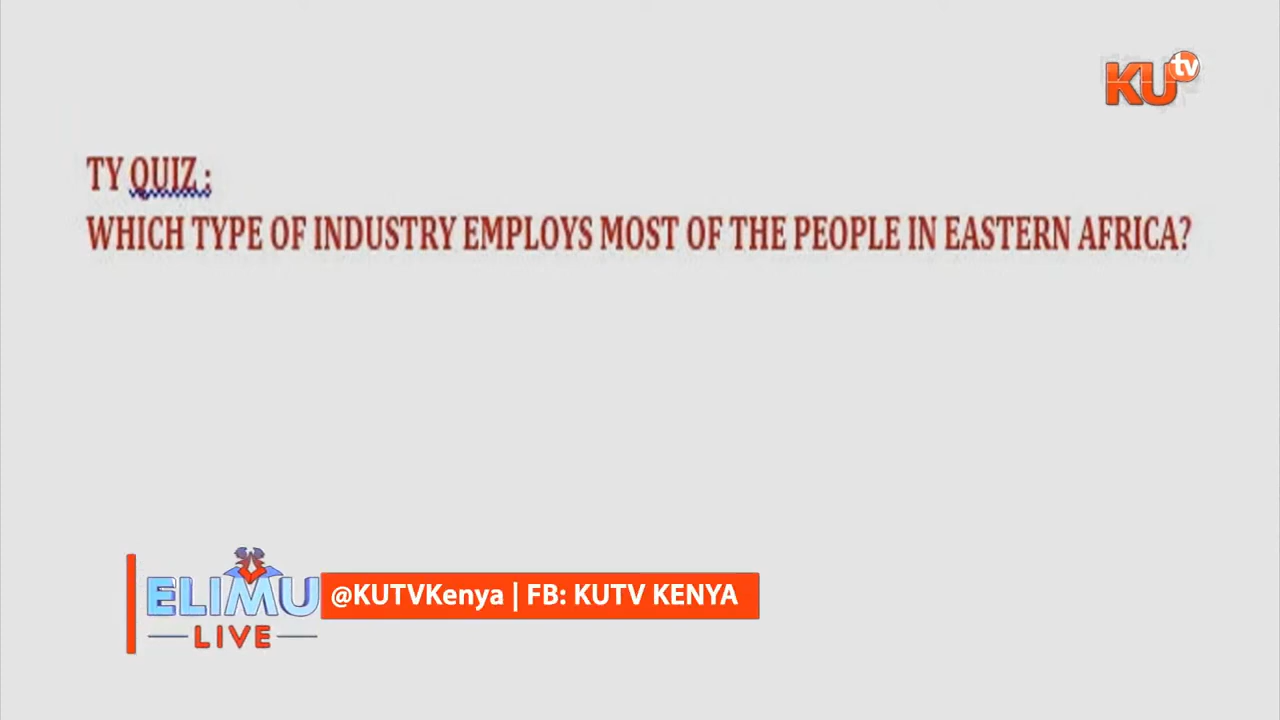 KU tv
TY QUIZ :
WHICH TYPE OF INDUSTRY EMPLOYS MOST OF THE PEOPLE IN EASTERN AFRICA?
ELIMU
LIVE
@KUTVKenya | FB: KUTV KENYA